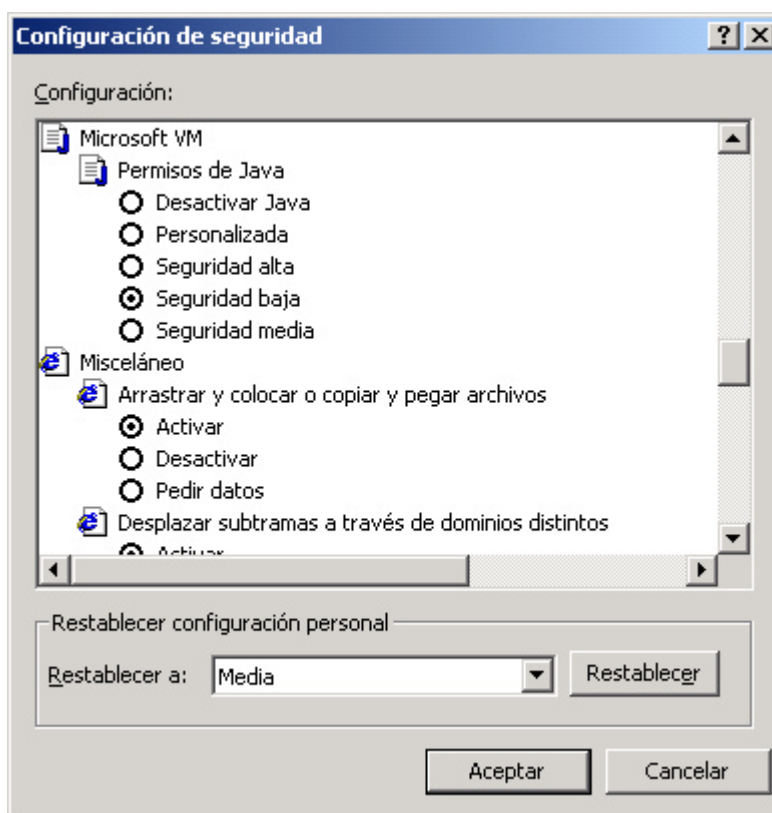 Configuración de seguridad
Configuración:
Microsoft VM
Permisos de Java
Desactivar Java
Personalizada
Seguridad alta
Seguridad baja
Seguridad media
Misceláneo
Arrastrar y colocar o copiar y pegar archivos
Activar
Desactivar
Pedir datos
Desplazar subtramas a través de dominios distintos
Activar
Restablecer configuración personal
Restablecer a: Media Restablecer
Aceptar Cancelar